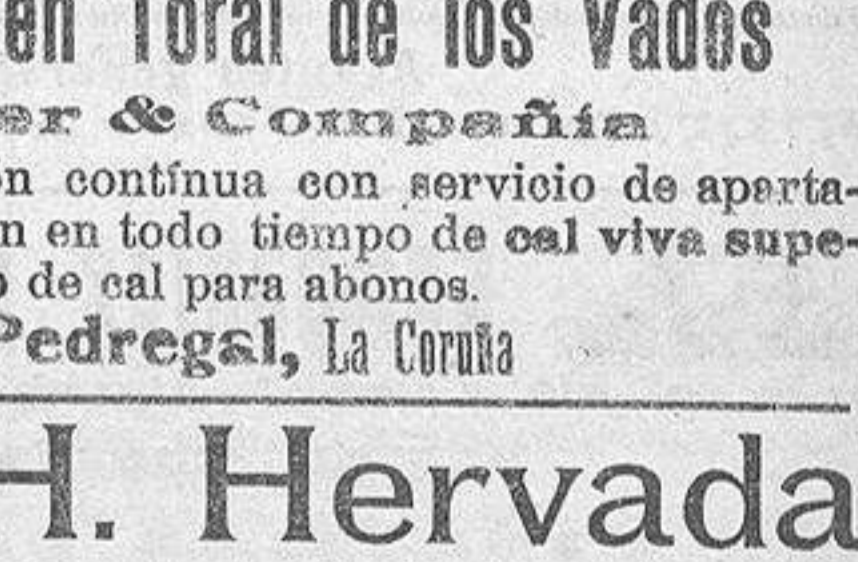 en Toral de los Vados
er & Compañía
on contínua con servicio de aparta-
n en todo tiempo de cal viva supe-
o de cal para abonos.
Pedregal, La Coruña
H. Hervada